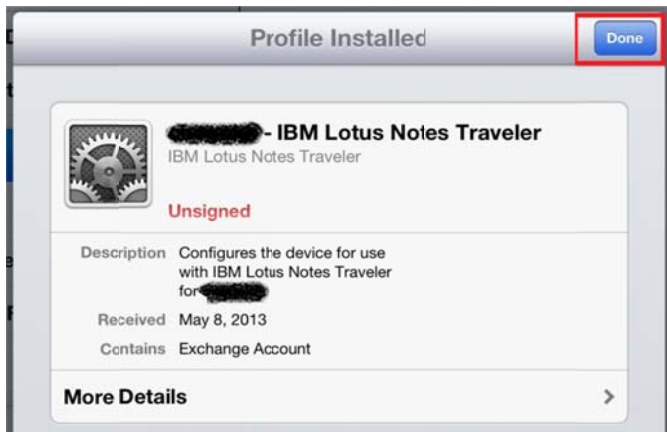 Profile Installed
Done
- IBM Lotus Notes Traveler
IBM Lotus Notes Traveler
Unsigned
Description Configures the device for use
with IBM Lotus Notes Traveler
for
Received May 8, 2013
Contains Exchange Account
More Details